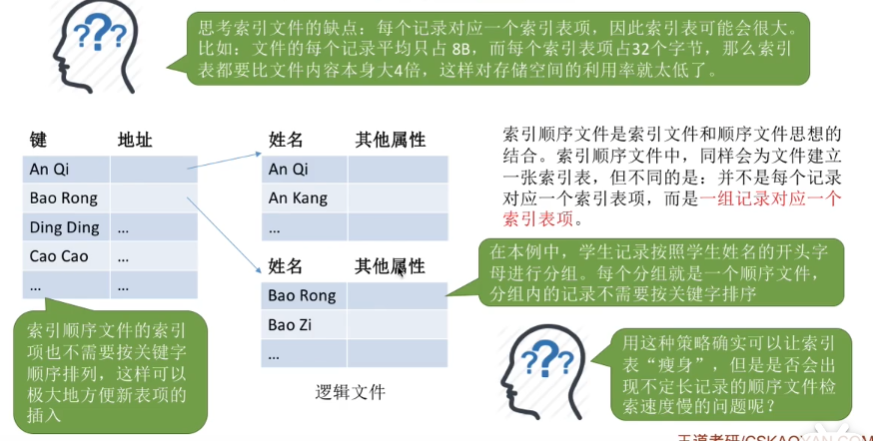 ???
思考索引文件的缺点：每个记录对应一个索引表项，因此索引表可能会很大。
比如：文件的每个记录平均只占 8B，而每个索引表项占32个字节，那么索引
表都要比文件内容本身大4倍，这样对存储空间的利用率就太低了。
键 地址
An Qi
Bao Rong
Ding Ding ...
Cao Cao ...
... ...
姓名 其他属性
An Qi
An Kang
...
姓名 其他属性
Bao Rong
Bao Zi
...
逻辑文件
索引顺序文件是索引文件和顺序文件思想的
结合。索引顺序文件中，同样会为文件建立
一张索引表，但不同的是：并不是每个记录
对应一个索引表项，而是一组记录对应一个
索引表项。
在本例中，学生记录按照学生姓名的开头字
母进行分组。每个分组就是一个顺序文件，
分组内的记录不需要按关键字排序
索引顺序文件的索引
项也不需要按关键字
顺序排列，这样可以
极大地方便新表项的
插入
???
用这种策略确实可以让索引
表“瘦身”，但是是否会出
现不定长记录的顺序文件检
索速度慢的问题呢？
王道考研/CSKAOYAN.COM